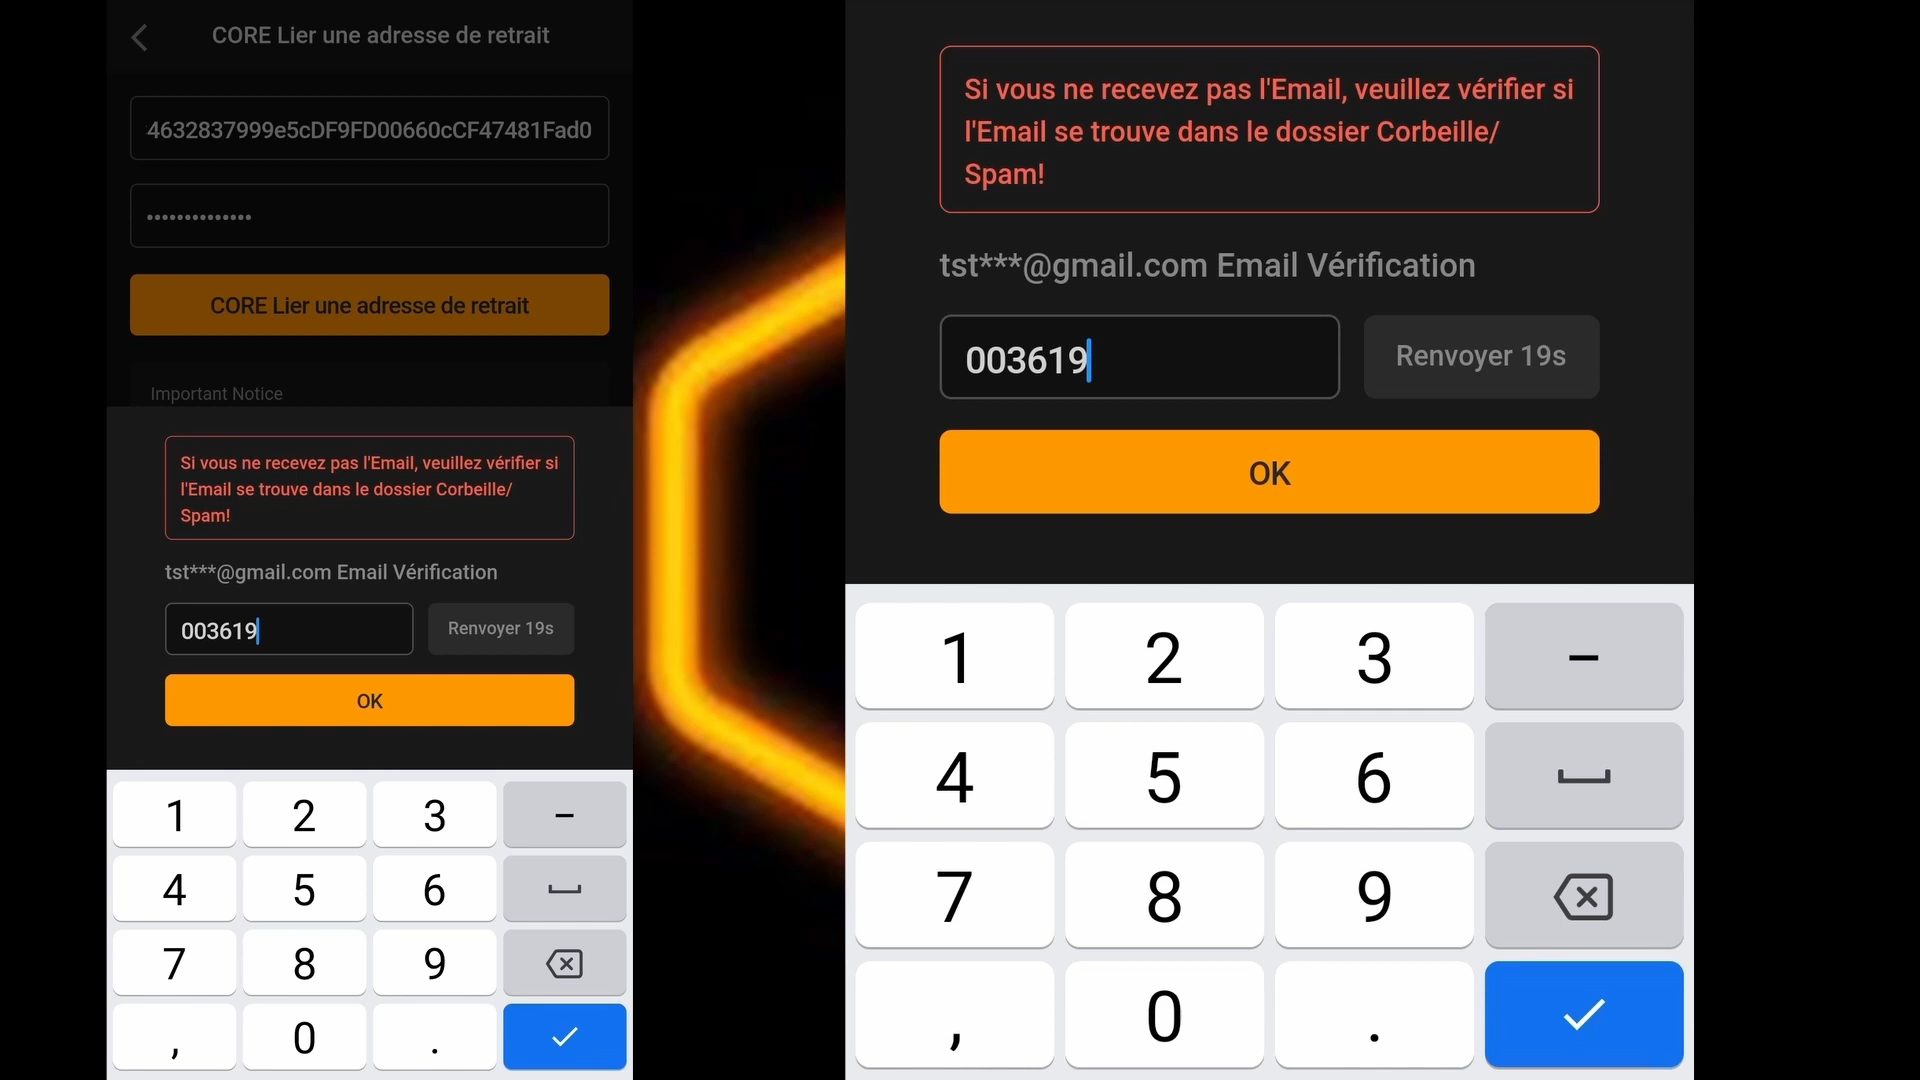 CORE Lier une adresse de retrait
4632837999e5cDF9FD00660cCF47481Fad0
••••••••••••••
CORE Lier une adresse de retrait
Important Notice
Si vous ne recevez pas l'Email, veuillez vérifier si
l'Email se trouve dans le dossier Corbeille/
Spam!
tst***@gmail.com Email Vérification
003619
Renvoyer 19s
OK
1 2 3 –
4 5 6
7 8 9
, 0 .
Si vous ne recevez pas l'Email, veuillez vérifier si
l'Email se trouve dans le dossier Corbeille/
Spam!
tst***@gmail.com Email Vérification
003619
Renvoyer 19s
OK
1 2 3 –
4 5 6
7 8 9
, 0 .